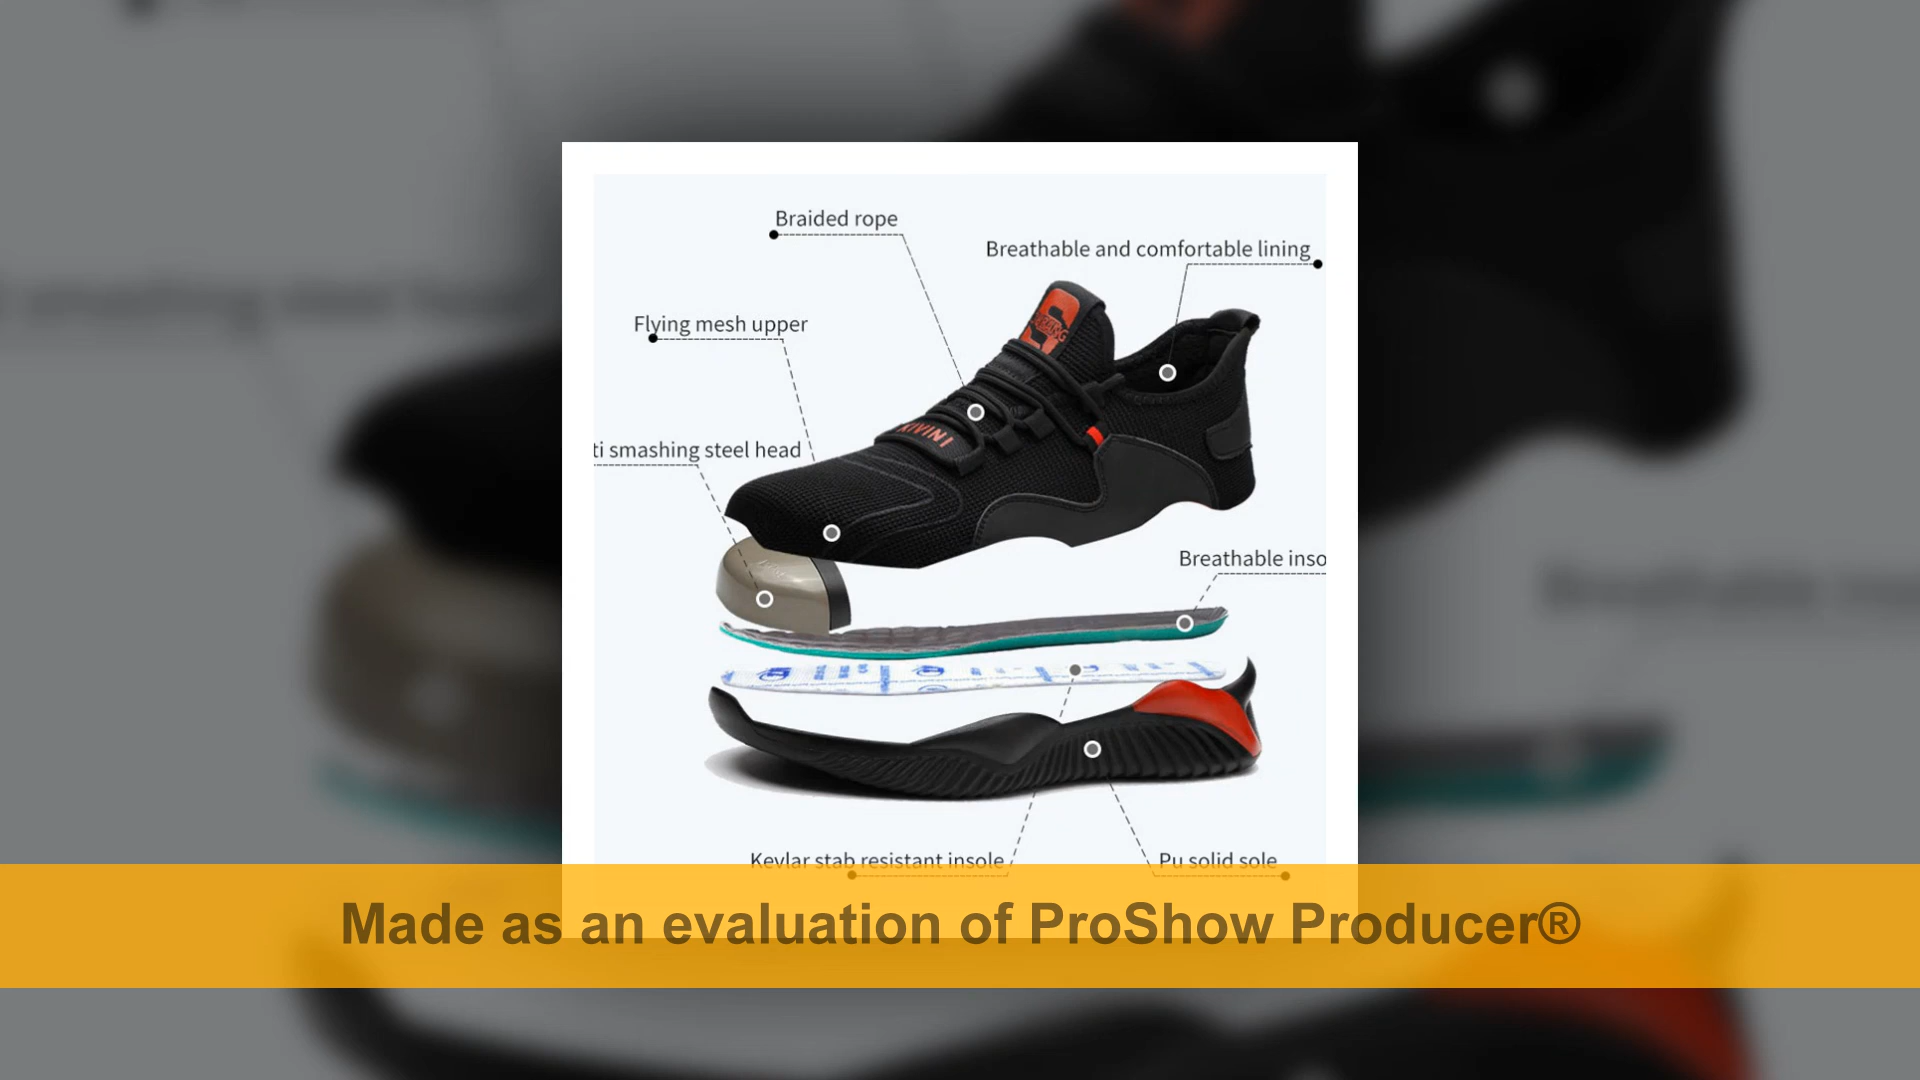 Braided rope
Breathable and comfortable lining
Flying mesh upper
KIVINI
ti smashing steel head
Breathable inso
Kevlar stab resistant insole
Pu solid sole
Made as an evaluation of ProShow Producer®